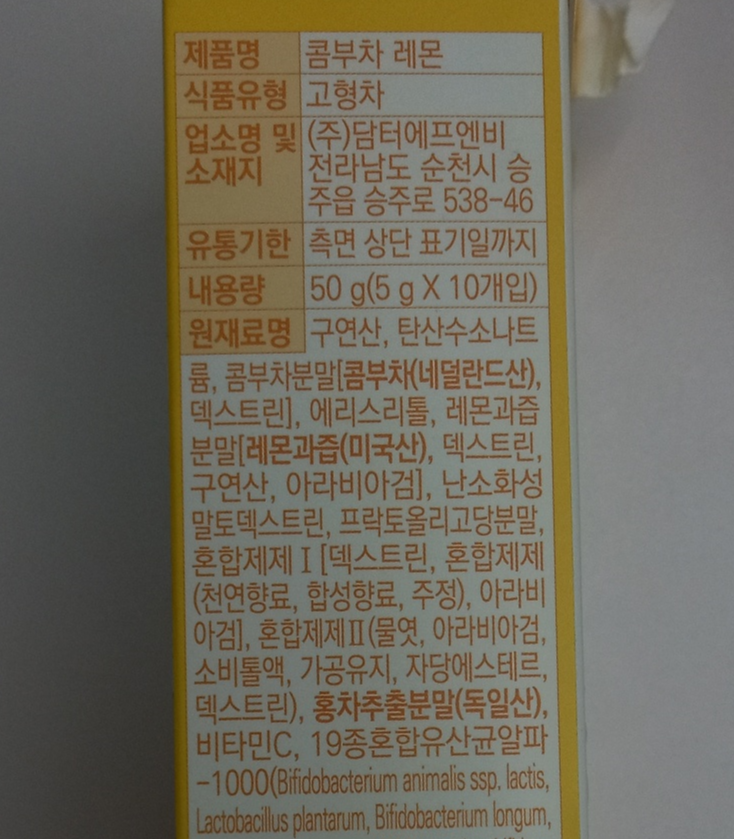 제품명 콤부차 레몬
식품유형 고형차
업소명 및 (주)담터에프엔비
소재지 전라남도 순천시 승
주읍 승주로 538-46
유통기한 측면 상단 표기일까지
내용량 50 g(5 g X 10개입)
원재료명 구연산, 탄산수소나트
륨, 콤부차분말[콤부차(네덜란드산),
덱스트린], 에리스리톨, 레몬과즙
분말[레몬과즙(미국산), 덱스트린,
구연산, 아라비아검], 난소화성
말토덱스트린, 프락토올리고당분말,
혼합제제Ⅰ[덱스트린, 혼합제제
(천연향료, 합성향료, 주정), 아라비
아검], 혼합제제Ⅱ(물엿, 아라비아검,
소비톨액, 가공유지, 자당에스테르,
덱스트린), 홍차추출분말(독일산),
비타민C, 19종혼합유산균알파
-1000(Bifidobacterium animalis ssp. lactis,
Lactobacillus plantarum, Bifidobacterium longum,